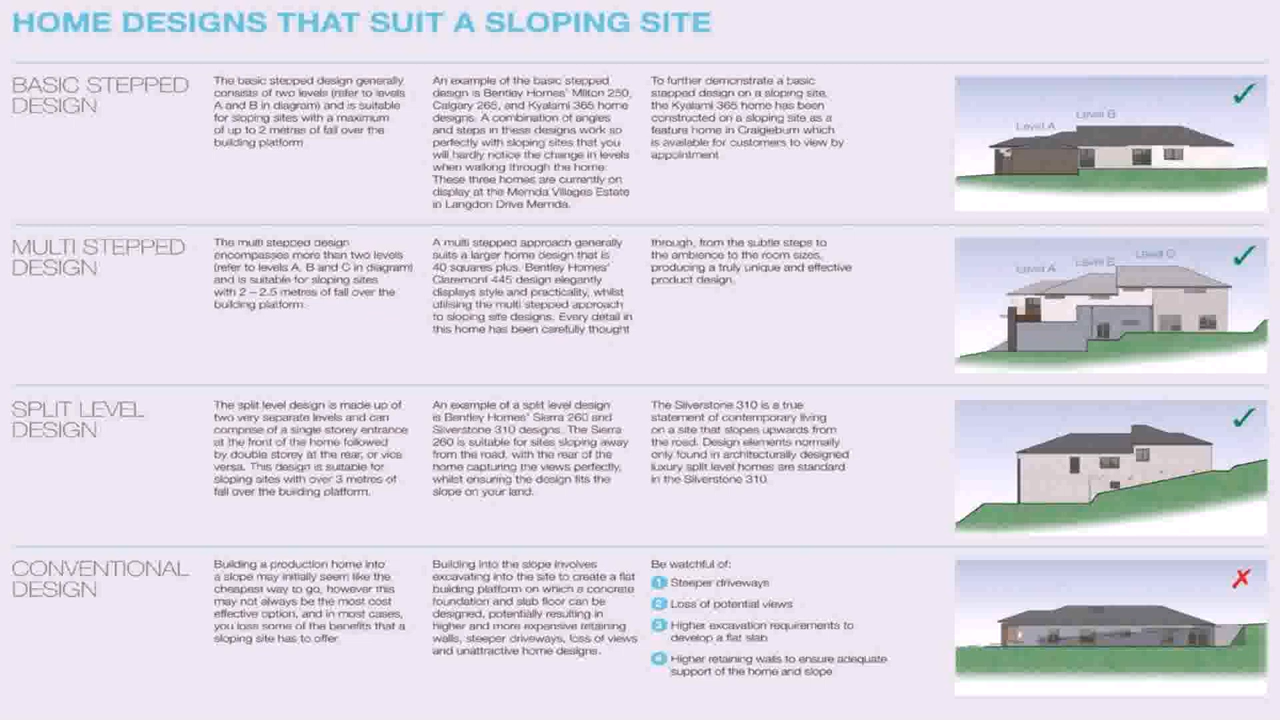 HOME DESIGNS THAT SUIT A SLOPING SITE
BASIC STEPPED
DESIGN
The basic stepped design generally
consists of two levels (refer to levels
A and B in diagram) and is suitable
for sloping sites with a maximum
of up to 2 metres of fall over the
building platform
An example of the basic stepped
design is Bentley Homes' Milton 250,
Calgary 265, and Kyalami 365 home
designs. A combination of angles
and steps in these designs work so
perfectly with sloping sites that you
will hardly notice the change in levels
when walking through the home.
These three homes are currently on
display at the Mernda Villages Estate
in Langdon Drive Mernda.
To further demonstrate a basic
stepped design on a sloping site,
the Kyalami 365 home has been
constructed on a sloping site as a
feature home in Craigieburn which
is available for customers to view by
appointment
Level A
Level B
MULTI STEPPED
DESIGN
The multi stepped design
encompasses more than two levels
(refer to levels A, B and C in diagram)
and is suitable for sloping sites
with 2 – 2.5 metres of fall over the
building platform.
A multi stepped approach generally
suits a larger home design that is
40 squares plus. Bentley Homes'
Claremont 445 design elegantly
displays style and practicality, whilst
utilising the multi stepped approach
to sloping site designs. Every detail in
this home has been carefully thought
through, from the subtle steps to
the ambience to the room sizes,
producing a truly unique and effective
product design.
Level A
Level B
Level C
SPLIT LEVEL
DESIGN
The split level design is made up of
two very separate levels and can
comprise of a single storey entrance
at the front of the home followed
by double storey at the rear, or vice
versa. This design is suitable for
sloping sites with over 3 metres of
fall over the building platform.
An example of a split level design
is Bentley Homes' Sierra 260 and
Silverstone 310 designs. The Sierra
260 is suitable for sites sloping away
from the road, with the rear of the
home capturing the views perfectly,
whilst ensuring the design fits the
slope on your land.
The Silverstone 310 is a true
statement of contemporary living
on a site that slopes upwards from
the road. Design elements normally
only found in architecturally designed
luxury split level homes are standard
in the Silverstone 310.
CONVENTIONAL
DESIGN
Building a production home into
a slope may initially seem like the
cheapest way to go, however this
may not always be the most cost
effective option, and in most cases,
you lose some of the benefits that a
sloping site has to offer.
Building into the slope involves
excavating into the site to create a flat
building platform on which a concrete
foundation and slab floor can be
designed, potentially resulting in
higher and more expensive retaining
walls, steeper driveways, loss of views
and unattractive home designs.
Be watchful of:
1 Steeper driveways
2 Loss of potential views
3 Higher excavation requirements to
develop a flat slab
4 Higher retaining walls to ensure adequate
support of the home and slope